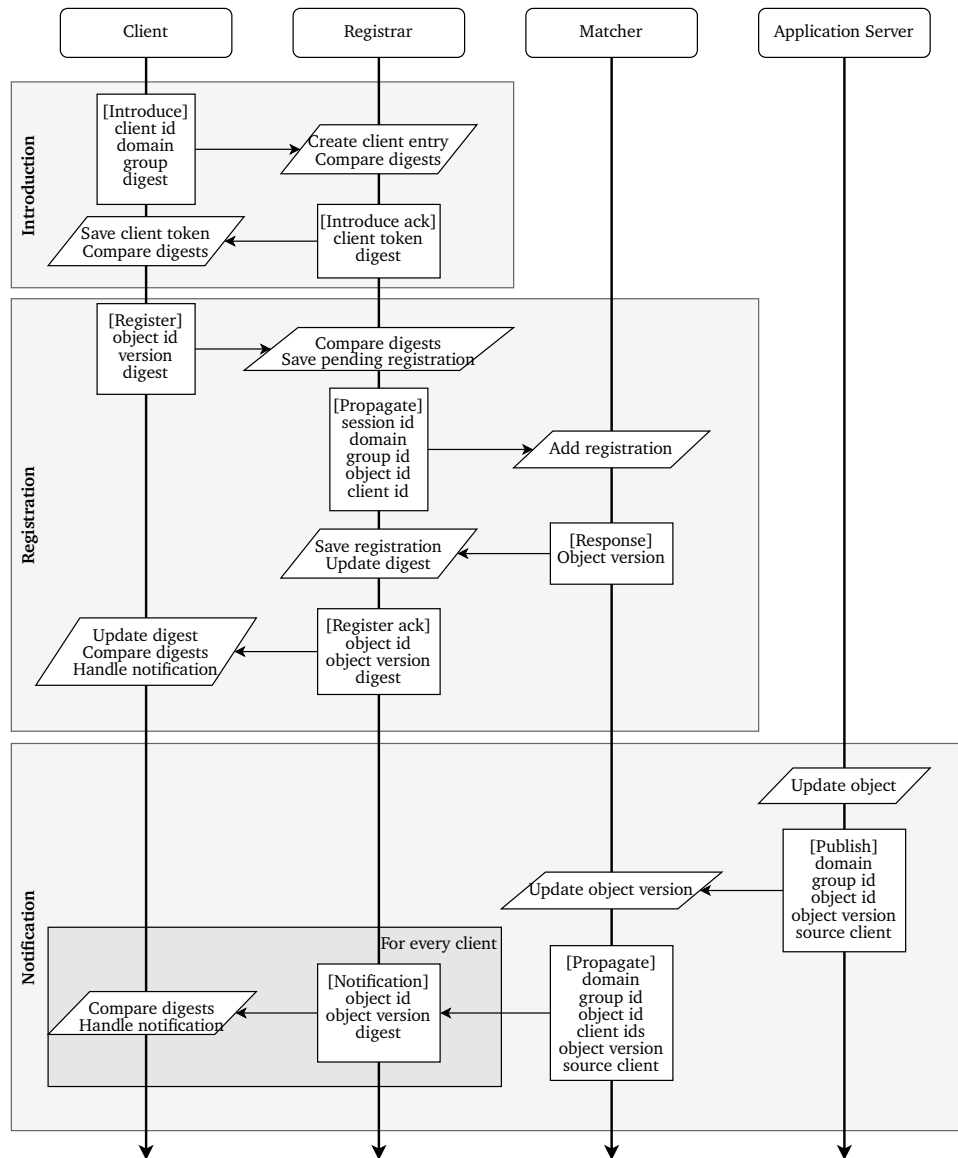 Client
Registrar
Matcher
Application Server
Introduction
[Introduce]
client id
domain
group
digest
Create client entry
Compare digests
[Introduce ack]
client token
digest
Save client token
Compare digests
Registration
[Register]
object id
version
digest
Compare digests
Save pending registration
[Propagate]
session id
domain
group id
object id
client id
Add registration
[Response]
Object version
Save registration
Update digest
[Register ack]
object id
object version
digest
Update digest
Compare digests
Handle notification
Notification
Update object
[Publish]
domain
group id
object id
object version
source client
Update object version
[Propagate]
domain
group id
object id
client ids
object version
source client
For every client
[Notification]
object id
object version
digest
Compare digests
Handle notification